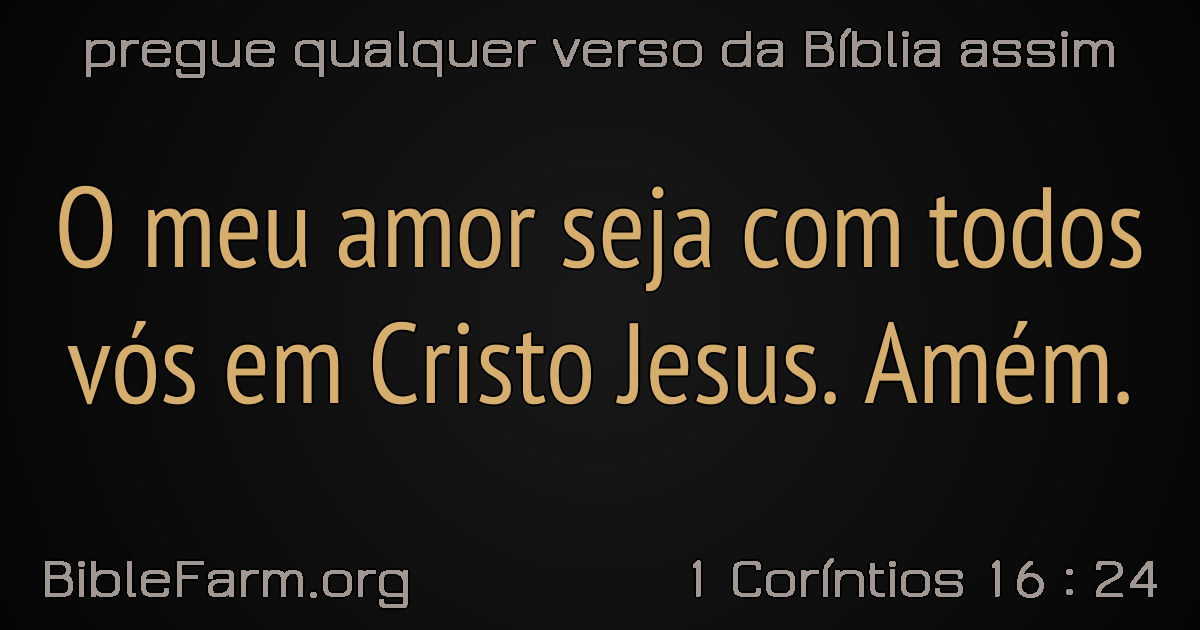 pregue qualquer verso da Bíblia assim
O meu amor seja com todos
vós em Cristo Jesus. Amém.
BibleFarm.org
1 Coríntios 16 : 24